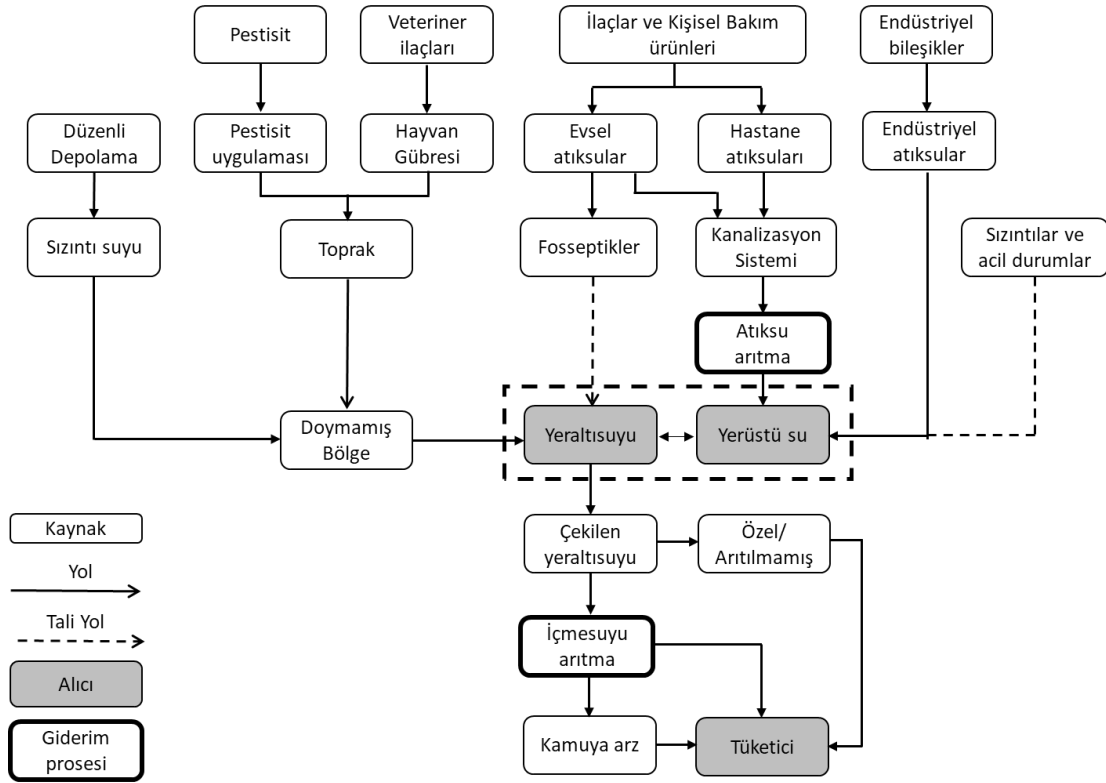 Pestisit
Veteriner
ilaçları
İlaçlar ve Kişisel Bakım
ürünleri
Endüstriyel
bileşikler
Düzenli
Depolama
Pestisit
uygulaması
Hayvan
Gübresi
Evsel
atıksular
Hastane
atıksuları
Endüstriyel
atıksular
Sızıntı suyu
Toprak
Fosseptikler
Kanalizasyon
Sistemi
Sızıntılar ve
acil durumlar
Atıksu
arıtma
Doymamış
Bölge
Yeraltısuyu
Yerüstü su
Kaynak
Yol
Tali Yol
Alıcı
Giderim
prosesi
Çekilen
yeraltısuyu
Özel/
Arıtılmamış
İçmesuyu
arıtma
Kamuya arz
Tüketici